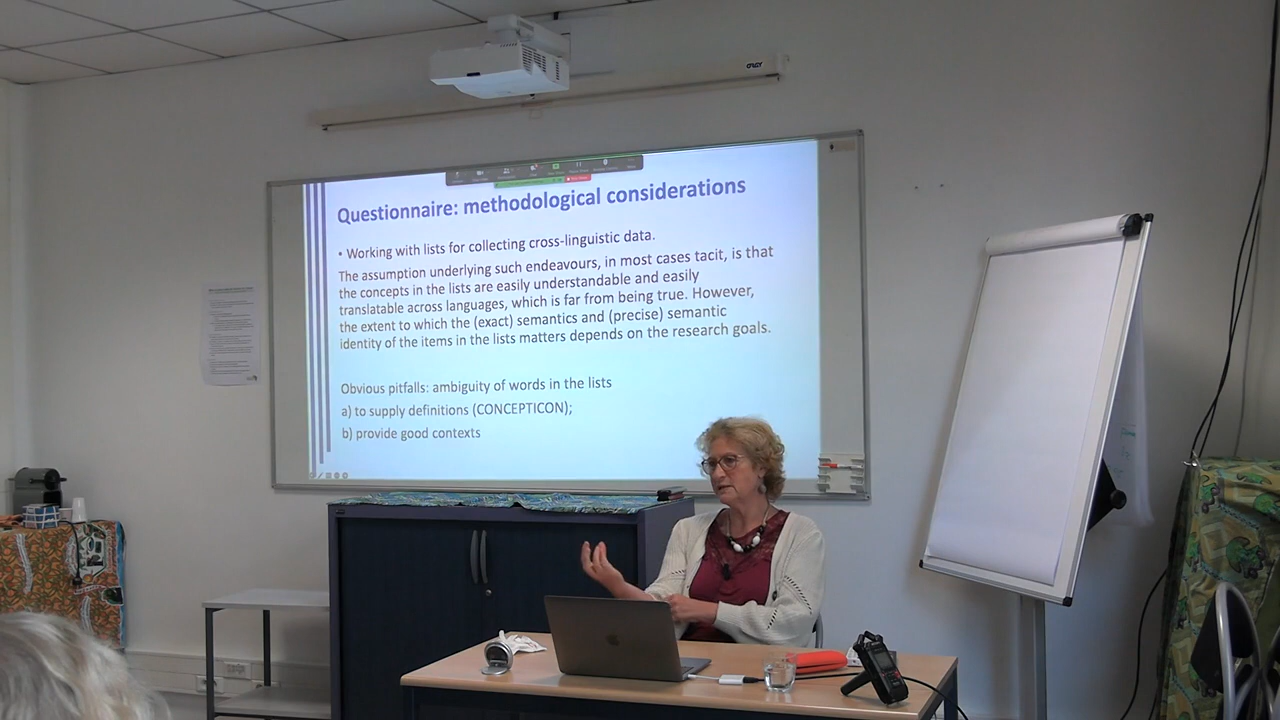 ORAY
Questionnaire: methodological considerations
• Working with lists for collecting cross-linguistic data.
The assumption underlying such endeavours, in most cases tacit, is that
the concepts in the lists are easily understandable and easily
translatable across languages, which is far from being true. However,
the extent to which the (exact) semantics and (precise) semantic
identity of the items in the lists matters depends on the research goals.
Obvious pitfalls: ambiguity of words in the lists
a) to supply definitions (CONCEPTICON);
b) provide good contexts